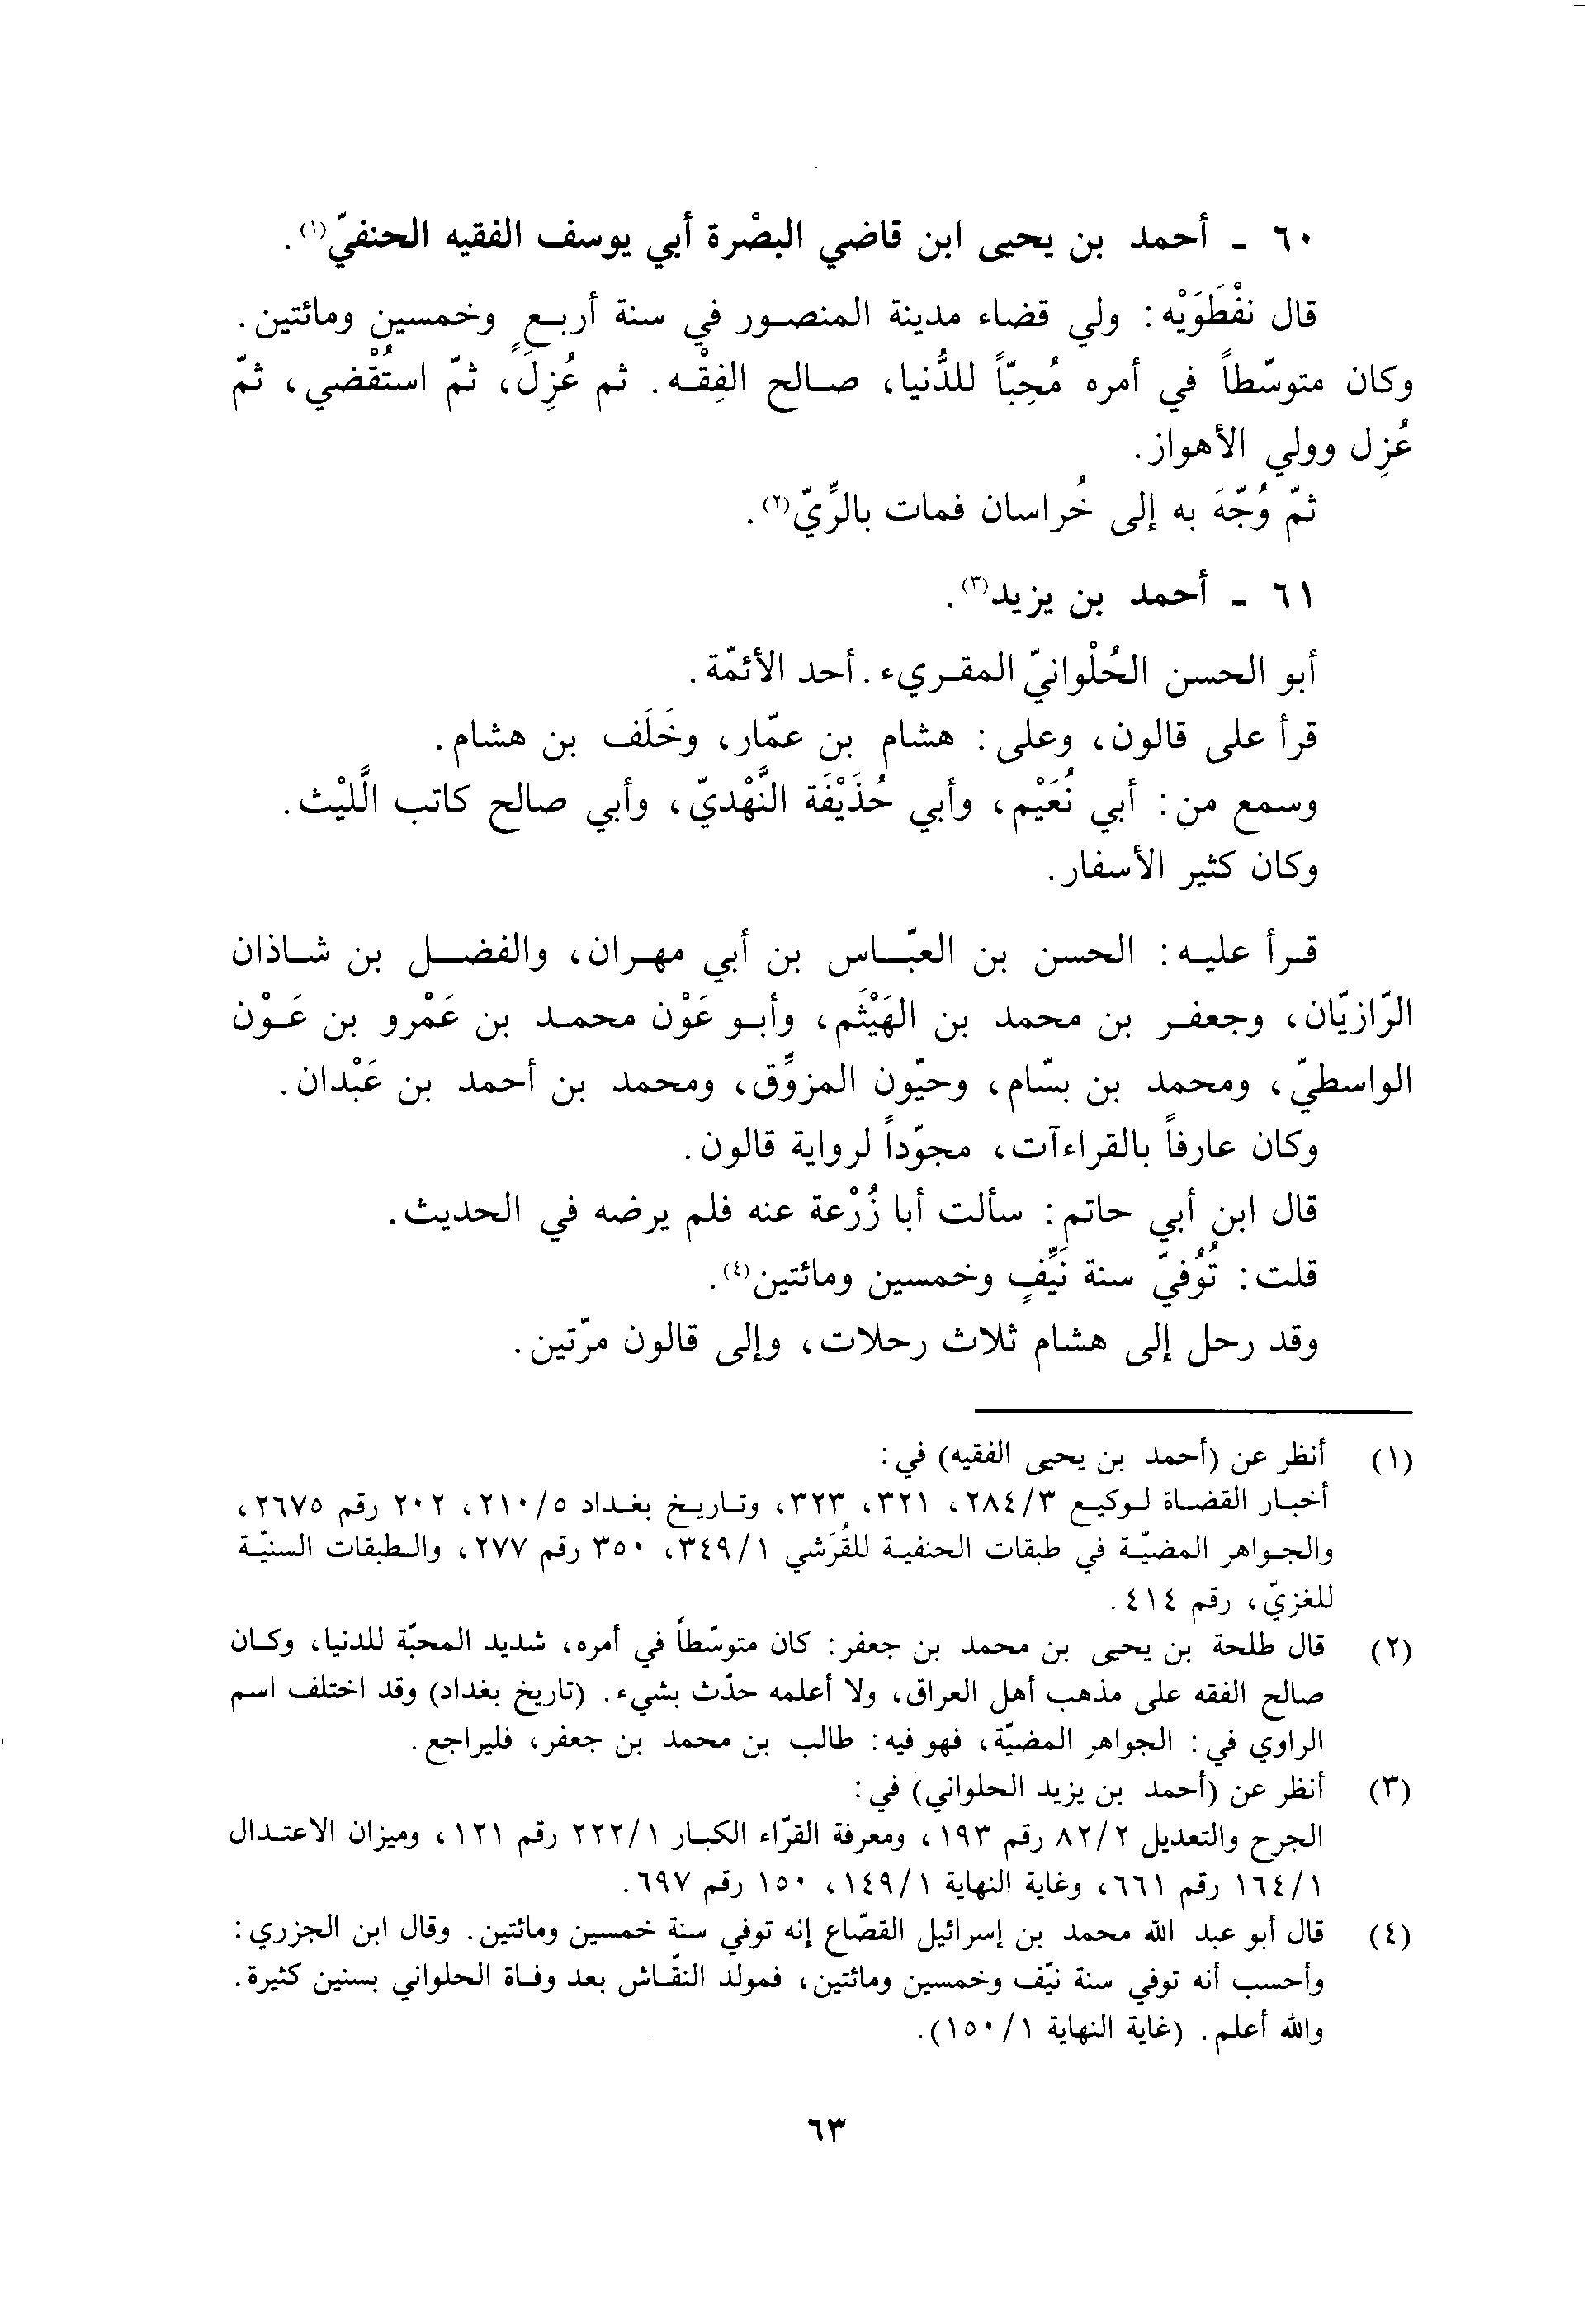 ٦٠ ـ أحمد بن يحيى ابن قاضي البصْرة أبي يوسف الفقيه الحنفيّ(١).
قال نفْطَوَيْه: ولي قضاء مدينة المنصور في سنة أربعٍ وخمسين ومائتين.
وكان متوسّطاً في أمره مُحِبّاً للدُّنيا، صالح الفِقْه. ثم عُزِلَ، ثمّ استُقْضي، ثمّ
عُزِل وولي الأهواز.
ثمّ وُجّهَ به إلى خُراسان فمات بالرِّيّ(٢).
٦١ ـ أحمد بن يزيد(٣).
أبو الحسن الحُلْوانيّ المقريء. أحد الأئمّة.
قرأ على قالون، وعلى: هشام بن عمّار، وخَلَف بن هشام.
وسمع من: أبي نُعَيْم، وأبي حُذَيْفَة النَّهْديّ، وأبي صالح كاتب الَّليْث.
وكان كثير الأسفار.
قرأ عليه: الحسن بن العبّاس بن أبي مهران، والفضل بن شاذان
الرّازيّان، وجعفر بن محمد بن الهَيْثَم، وأبو عَوْن محمد بن عَمْرو بن عَوْن
الواسطيّ، ومحمد بن بسّام، وحيّون المزوِّق، ومحمد بن أحمد بن عَبْدان.
وكان عارفاً بالقراءآت، مجوّداً لرواية قالون.
قال ابن أبي حاتم: سألت أبا زُرْعة عنه فلم يرضه في الحديث.
قلت: تُوُفيّ سنة نَيِّفٍ وخمسين ومائتين(٤).
وقد رحل إلى هشام ثلاث رحلات، وإلى قالون مرّتين.
(١) أنظر عن (أحمد بن يحيى الفقيه) في:
أخبار القضاة لوكيع ٢٨٤/٣، ٣٢١، ٣٢٣، وتاريخ بغداد ٢١٠/٥، ٢٠٢ رقم ٢٦٧٥،
والجواهر المضيّة في طبقات الحنفية للقُرَشي ٣٤٩/١، ٣٥٠ رقم ٢٧٧، والطبقات السنيّة
للغزيّ، رقم ٤١٤.
(٢) قال طلحة بن يحيى بن محمد بن جعفر: كان متوسّطاً في أمره، شديد المحبّة للدنيا، وكان
صالح الفقه على مذهب أهل العراق، ولا أعلمه حدّث بشيء. (تاريخ بغداد) وقد اختلف اسم
الراوي في: الجواهر المضيّة، فهو فيه: طالب بن محمد بن جعفر، فليراجع.
(٣) أنظر عن (أحمد بن يزيد الحلواني) في:
الجرح والتعديل ٨٢/٢ رقم ١٩٣، ومعرفة القرّاء الكبار ٢٢٢/١ رقم ١٢١، وميزان الاعتدال
١٦٤/١ رقم ٦٦١، وغاية النهاية ١٤٩/١، ١٥٠ رقم ٦٩٧.
(٤) قال أبو عبد الله محمد بن إسرائيل القصّاع إنه توفي سنة خمسين ومائتين. وقال ابن الجزري:
وأحسب أنه توفي سنة نيّف وخمسين ومائتين، فمولد النقّاش بعد وفاة الحلواني بسنين كثيرة.
والله أعلم. (غاية النهاية ١٥٠/١).
٦٣